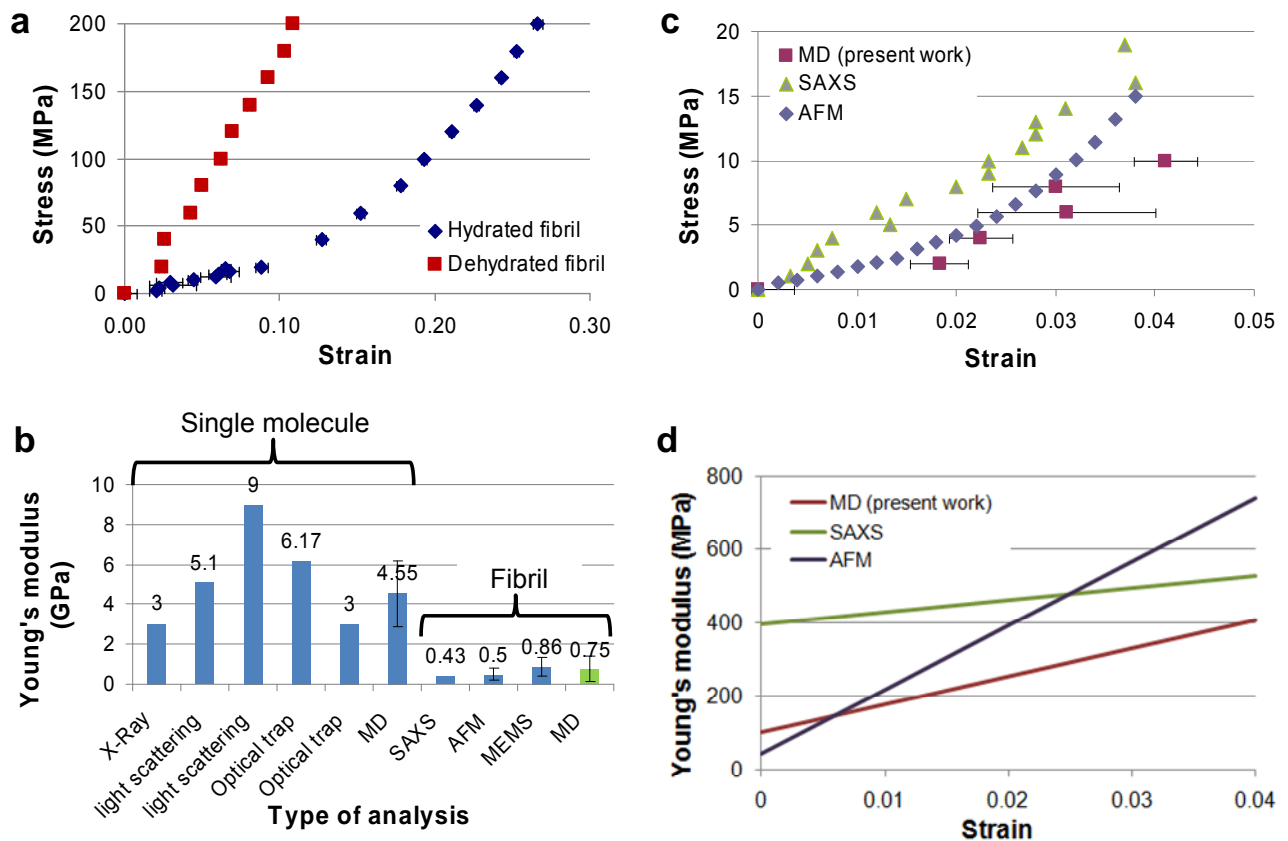 a
Stress (MPa)
200
150
100
50
0
0.00 0.10 0.20 0.30
Strain
Hydrated fibril
Dehydrated fibril
c
Stress (MPa)
20
15
10
5
0
0 0.01 0.02 0.03 0.04 0.05
Strain
MD (present work)
SAXS
AFM
b
Single molecule
Fibril
Young's modulus
(GPa)
10
8
6
4
2
0
3
5.1
9
6.17
3
4.55
0.43
0.5
0.86
0.75
X-Ray
light scattering
light scattering
Optical trap
Optical trap
MD
SAXS
AFM
MEMS
MD
Type of analysis
d
Young's modulus (MPa)
800
600
400
200
0
0 0.01 0.02 0.03 0.04
Strain
MD (present work)
SAXS
AFM